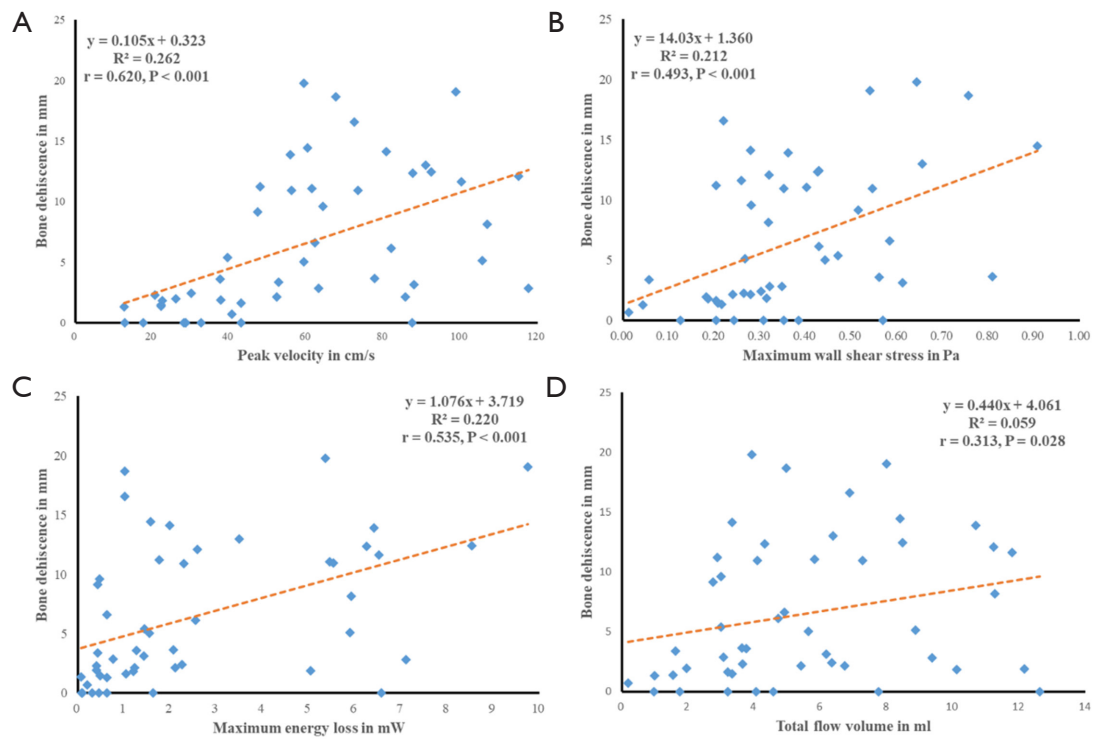 A
25
20
15
10
5
0
y = 0.105x + 0.323
R² = 0.262
r = 0.620, P < 0.001
Bone dehiscence in mm
0 20 40 60 80 100 120
Peak velocity in cm/s
B
25
20
15
10
5
0
y = 14.03x + 1.360
R² = 0.212
r = 0.493, P < 0.001
Bone dehiscence in mm
0.00 0.10 0.20 0.30 0.40 0.50 0.60 0.70 0.80 0.90 1.00
Maximum wall shear stress in Pa
C
25
20
15
10
5
0
y = 1.076x + 3.719
R² = 0.220
r = 0.535, P < 0.001
Bone dehiscence in mm
0 1 2 3 4 5 6 7 8 9 10
Maximum energy loss in mW
D
25
20
15
10
5
0
y = 0.440x + 4.061
R² = 0.059
r = 0.313, P = 0.028
Bone dehiscence in mm
0 2 4 6 8 10 12 14
Total flow volume in ml